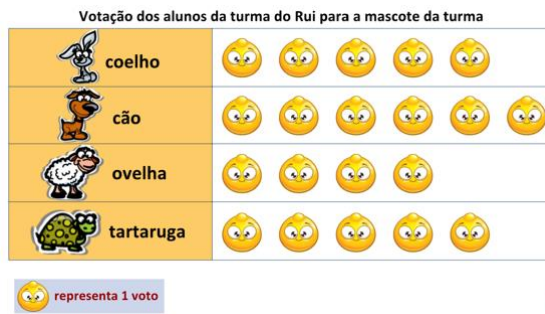 Votação dos alunos da turma do Rui para a mascote da turma
coelho
cão
ovelha
tartaruga
representa 1 voto